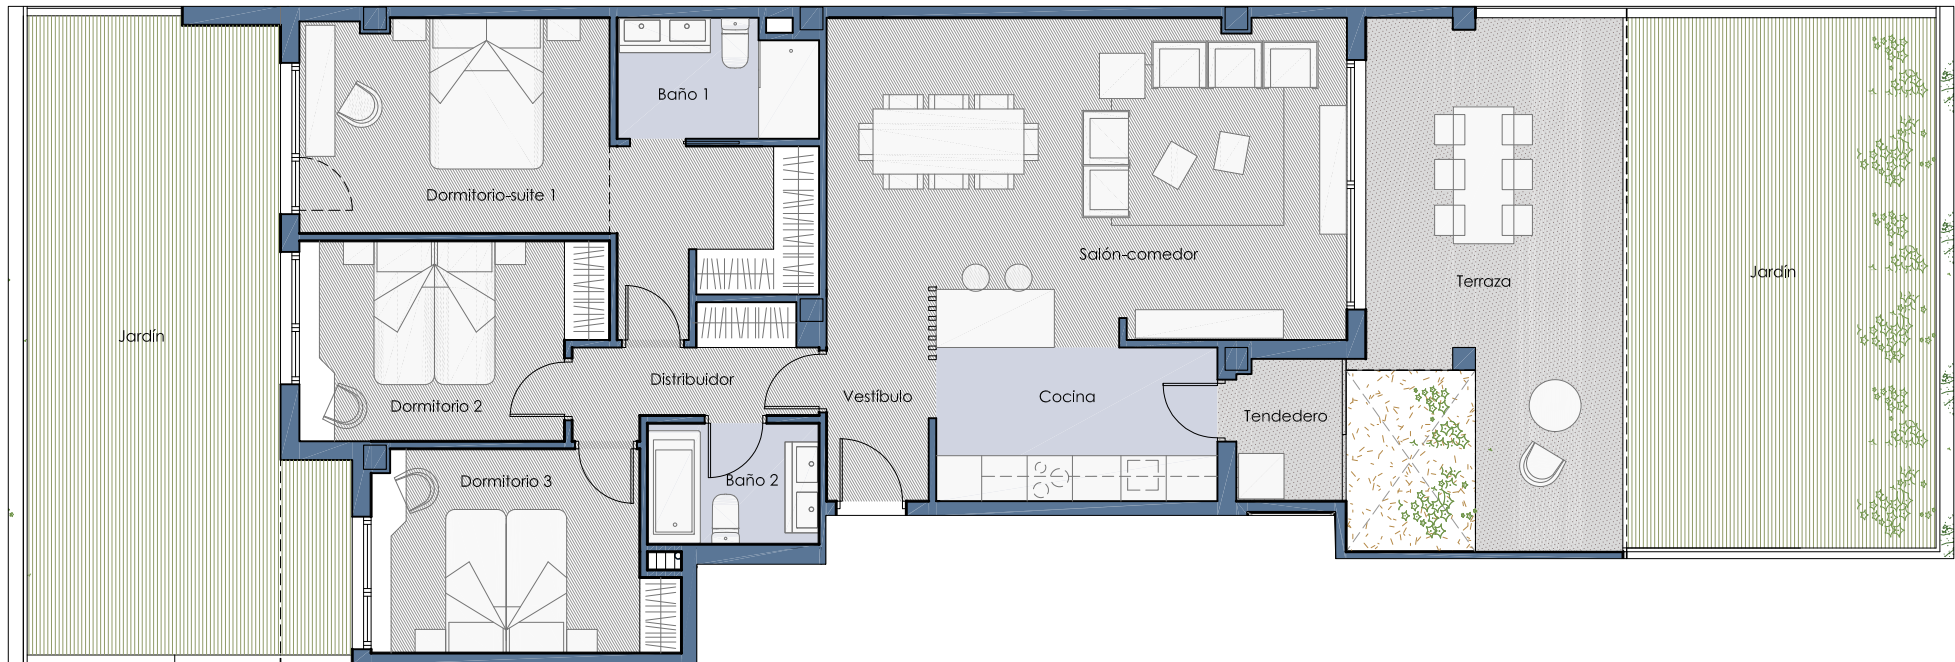 Baño 1
Dormitorio-suite 1
Salón-comedor
Terraza
Jardín
Jardín
Distribuidor
Vestíbulo
Cocina
Dormitorio 2
Tendedero
Dormitorio 3
Baño 2